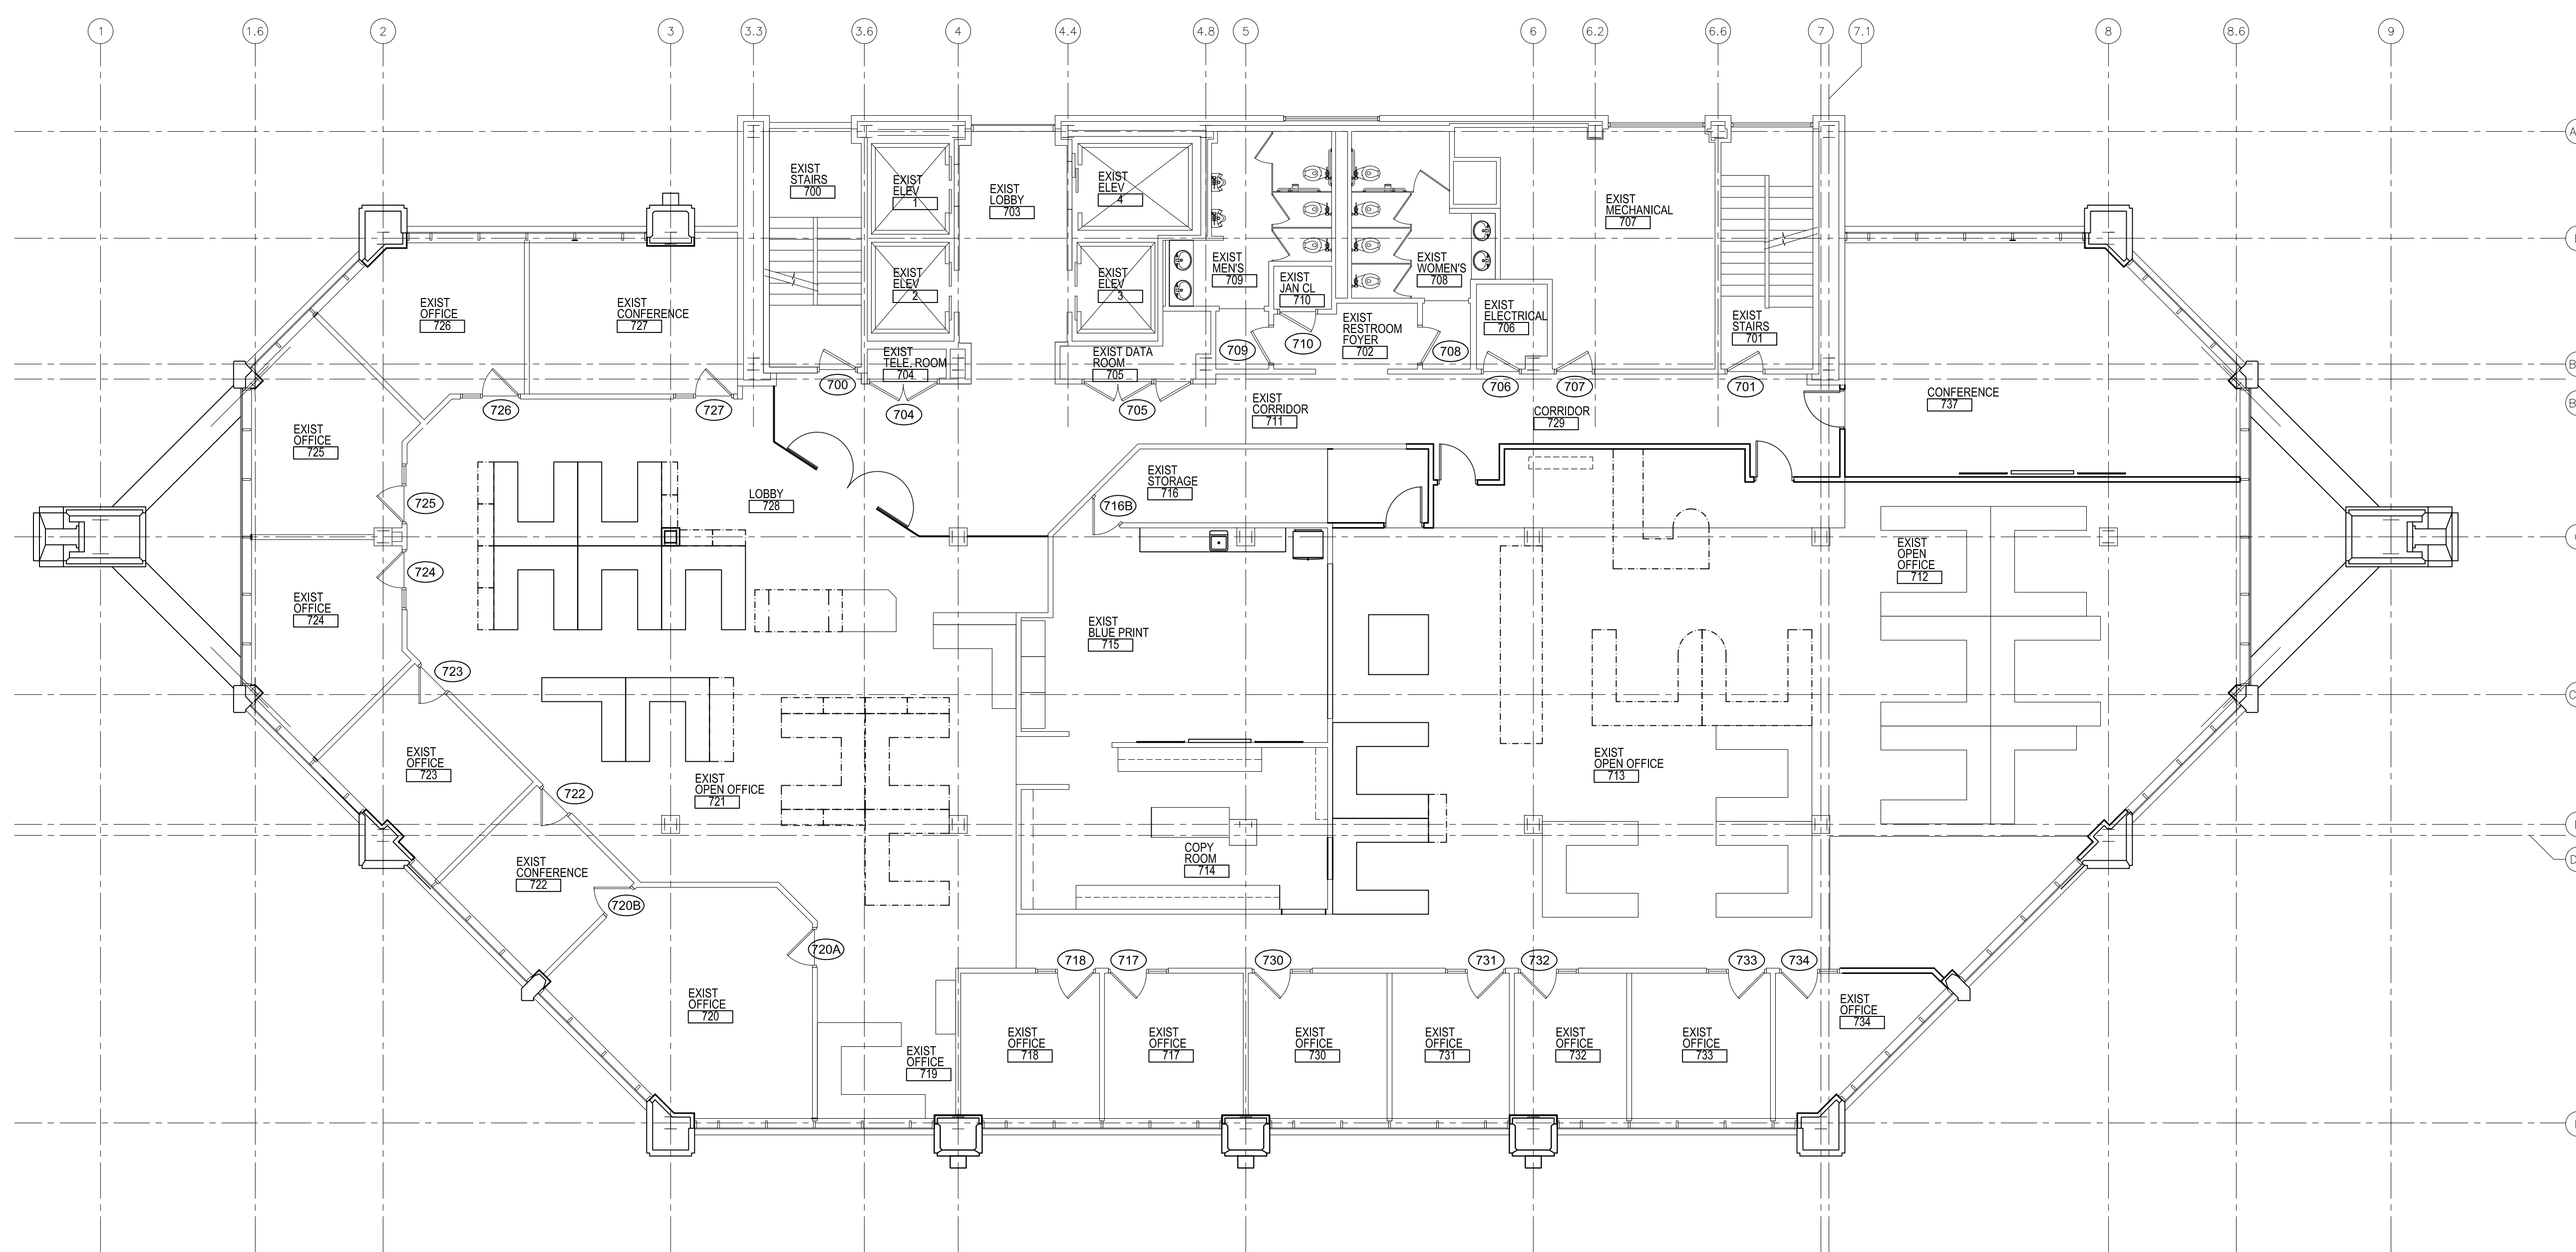 1
1.6
2
3
3.3
3.6
4
4.4
4.8
5
6
6.2
6.6
7
7.1
8
8.6
9
A
EXIST
STAIRS
700
EXIST
ELEV
1
EXIST
LOBBY
703
EXIST
ELEV
4
EXIST
MECHANICAL
707
EXIST
ELEV
2
EXIST
ELEV
3
EXIST
MEN'S
709
EXIST
JAN CL
710
EXIST
WOMEN'S
708
EXIST
OFFICE
726
EXIST
CONFERENCE
727
EXIST
ELECTRICAL
706
EXIST
RESTROOM
FOYER
702
EXIST
STAIRS
701
EXIST
TELE. ROOM
704
EXIST DATA
ROOM
705
709
710
708
700
706
707
701
726
727
704
705
EXIST
CORRIDOR
711
CORRIDOR
729
CONFERENCE
737
EXIST
OFFICE
725
725
LOBBY
728
EXIST
STORAGE
716
716B
724
EXIST
OFFICE
724
EXIST
OPEN
OFFICE
712
EXIST
BLUE PRINT
715
723
EXIST
OFFICE
723
722
EXIST
OPEN OFFICE
721
EXIST
OPEN OFFICE
713
COPY
ROOM
714
EXIST
CONFERENCE
722
720B
720A
718
717
730
731
732
733
734
EXIST
OFFICE
720
EXIST
OFFICE
719
EXIST
OFFICE
718
EXIST
OFFICE
717
EXIST
OFFICE
730
EXIST
OFFICE
731
EXIST
OFFICE
732
EXIST
OFFICE
733
EXIST
OFFICE
734